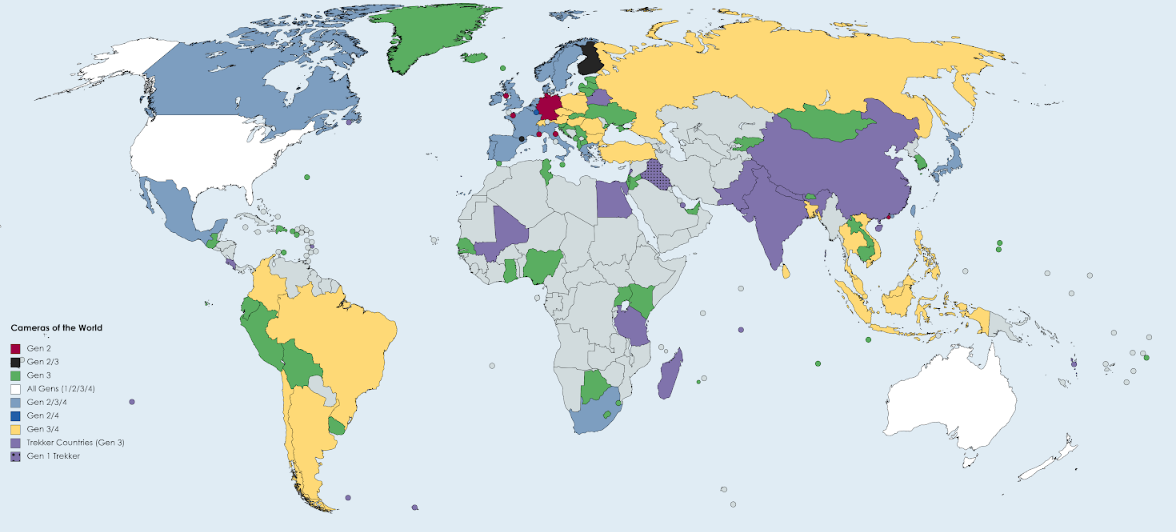 Cameras of the World
Gen 2
Gen 2/3
Gen 3
All Gens (1/2/3/4)
Gen 2/3/4
Gen 2/4
Gen 3/4
Trekker Countries (Gen 3)
Gen 1 Trekker